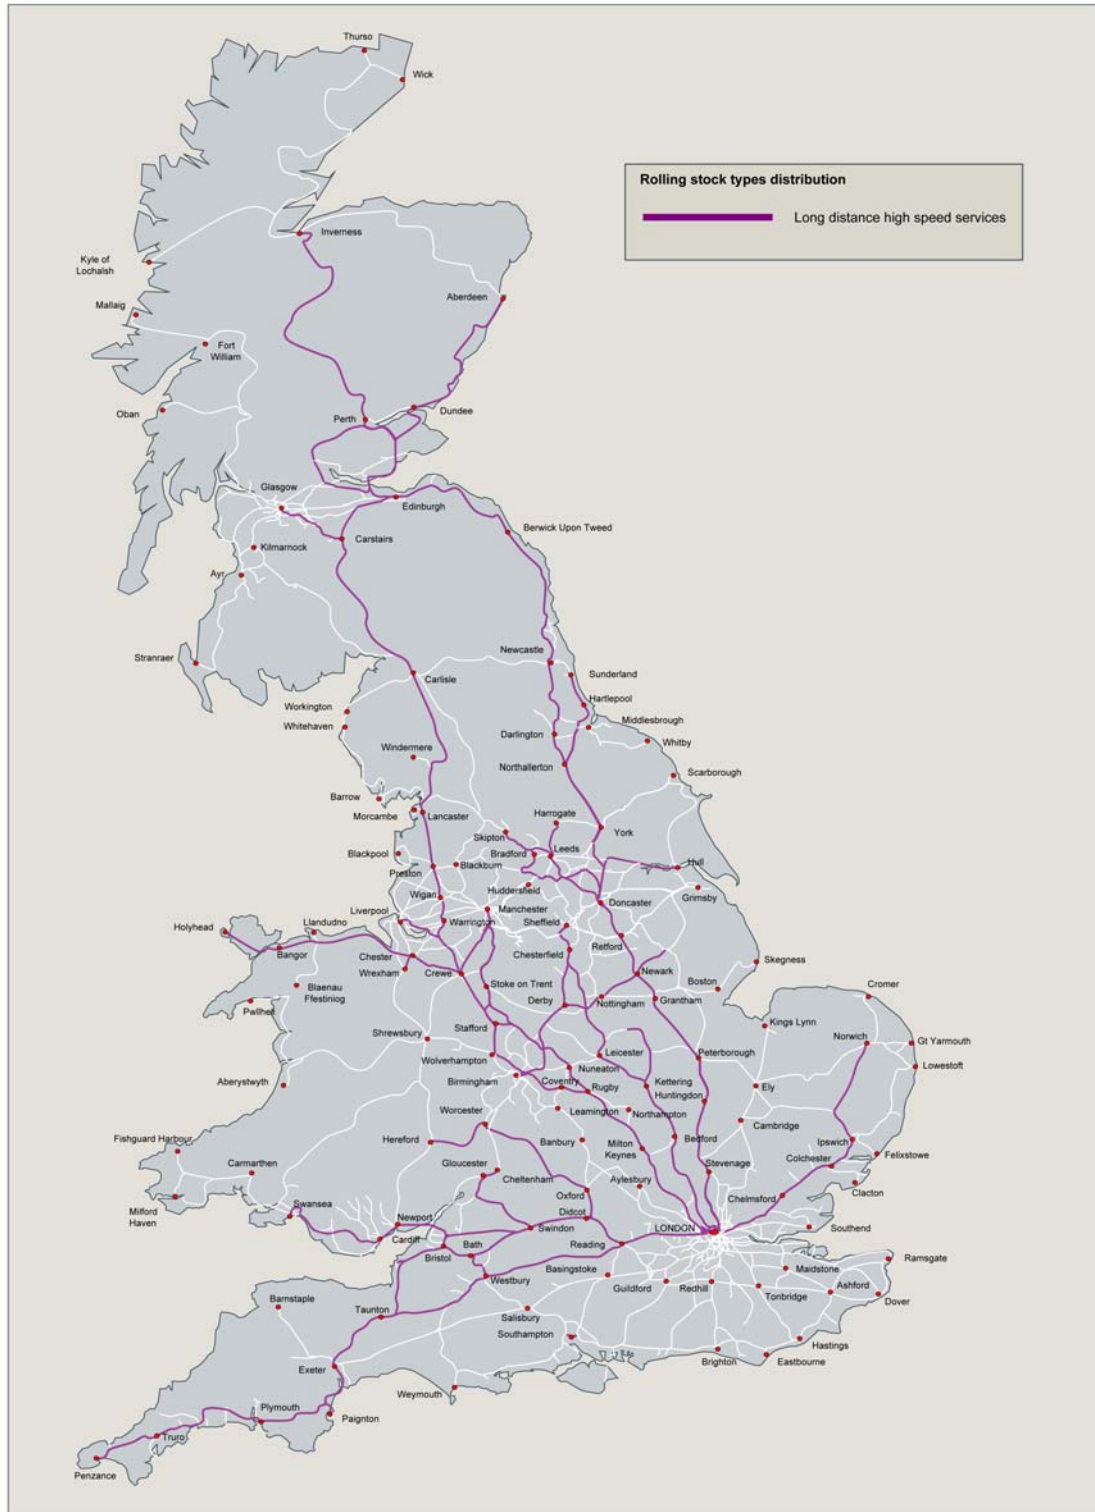 Thurso
Wick
Rolling stock types distribution
Long distance high speed services
Inverness
Kyle of
Lochalsh
Aberdeen
Mallaig
Fort
William
Oban
Perth
Dundee
Glasgow
Edinburgh
Berwick Upon Tweed
Carstairs
Kilmarnock
Ayr
Newcastle
Stranraer
Sunderland
Carlisle
Hartlepool
Workington
Middlesbrough
Whitehaven
Darlington
Whitby
Windermere
Northallerton
Scarborough
Barrow
Harrogate
Morcambe
Lancaster
York
Skipton
Blackpool
Bradford
Leeds
Hull
Preston
Blackburn
Huddersfield
Wigan
Grimsby
Doncaster
Manchester
Liverpool
Llandudno
Warrington
Sheffield
Holyhead
Retford
Bangor
Chester
Chesterfield
Skegness
Wrexham
Crewe
Newark
Blaenau
Ffestiniog
Stoke on Trent
Boston
Cromer
Pwllheli
Derby
Nottingham
Grantham
Stafford
Kings Lynn
Shrewsbury
Norwich
Gt Yarmouth
Wolverhampton
Leicester
Peterborough
Nuneaton
Lowestoft
Aberystwyth
Birmingham
Coventry
Kettering
Ely
Rugby
Huntingdon
Worcester
Leamington
Northampton
Cambridge
Fishguard Harbour
Hereford
Banbury
Milton
Keynes
Bedford
Ipswich
Felixstowe
Carmarthen
Gloucester
Colchester
Stevenage
Cheltenham
Aylesbury
Clacton
Milford
Haven
Swansea
Oxford
Chelmsford
Newport
Didcot
Swindon
LONDON
Southend
Cardiff
Bath
Reading
Bristol
Ramsgate
Basingstoke
Maidstone
Westbury
Guildford
Redhill
Ashford
Tonbridge
Dover
Barnstaple
Taunton
Salisbury
Southampton
Hastings
Exeter
Brighton
Eastbourne
Weymouth
Plymouth
Paignton
Truro
Penzance